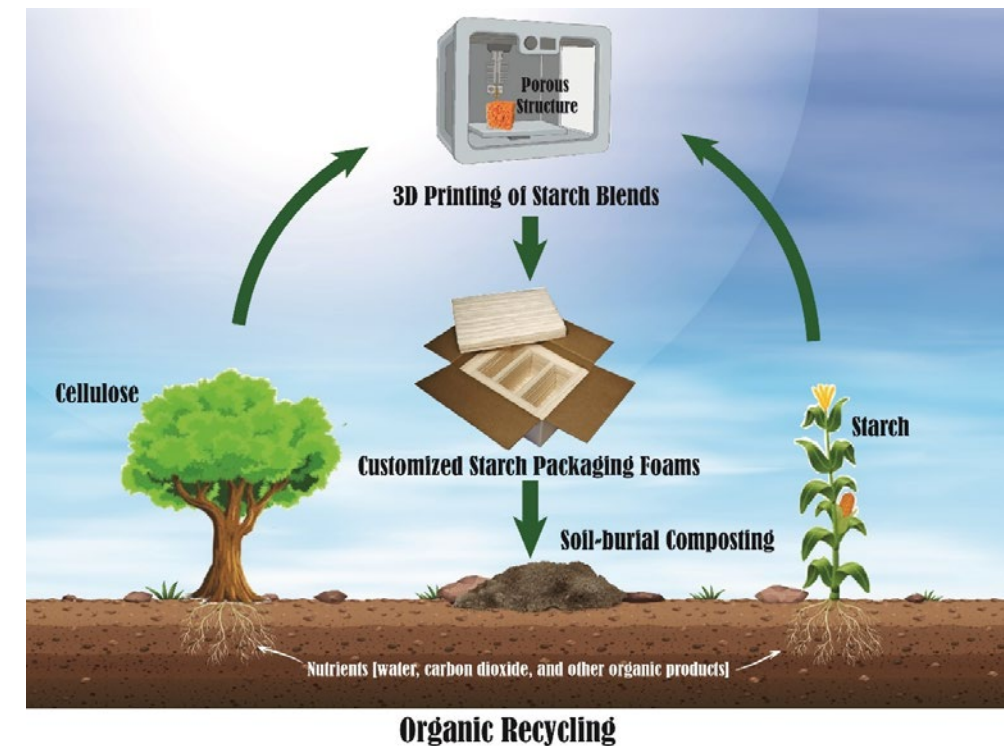 Porous
Structure
3D Printing of Starch Blends
Cellulose
Starch
Customized Starch Packaging Foams
Soil-burial Composting
Nutrients [water, carbon dioxide, and other organic products]
Organic Recycling